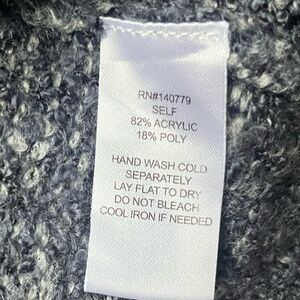 RN#140779
SELF
82% ACRYLIC
18% POLY
HAND WASH COLD
SEPARATELY
LAY FLAT TO DRY
DO NOT BLEACH
COOL IRON IF NEEDED